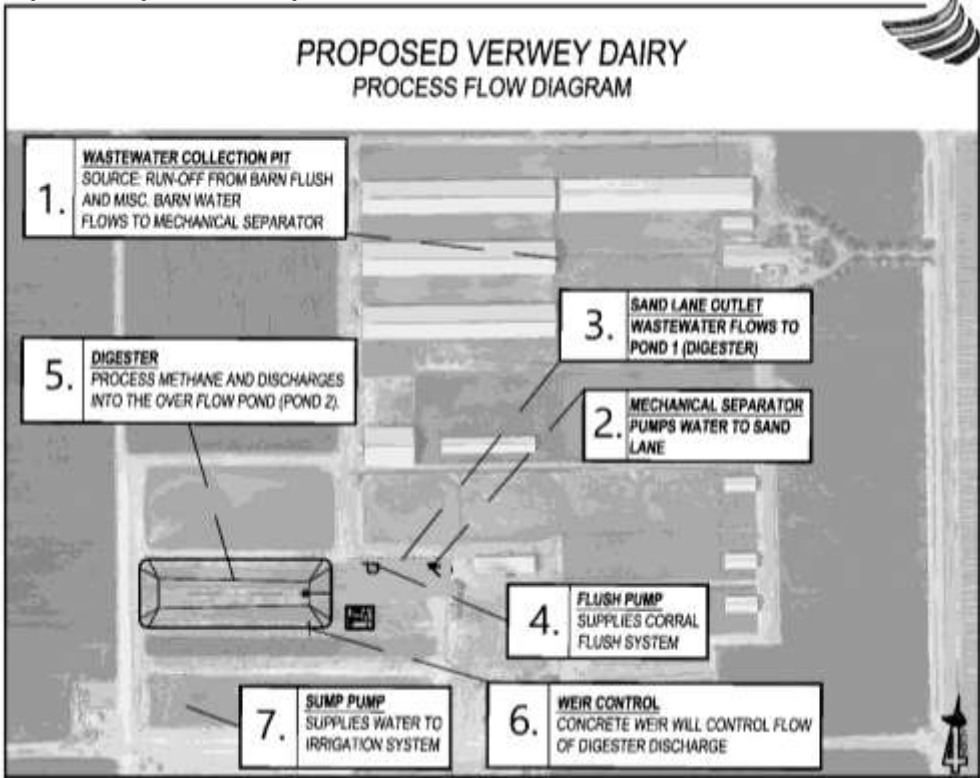 PROPOSED VERWEY DAIRY
PROCESS FLOW DIAGRAM
1.
WASTEWATER COLLECTION PIT
SOURCE: RUN-OFF FROM BARN FLUSH
AND MISC. BARN WATER
FLOWS TO MECHANICAL SEPARATOR
3.
SAND LANE OUTLET
WASTEWATER FLOWS TO
POND 1 (DIGESTER)
5.
DIGESTER
PROCESS METHANE AND DISCHARGES
INTO THE OVER FLOW POND (POND 2).
2.
MECHANICAL SEPARATOR
PUMPS WATER TO SAND
LANE
4.
FLUSH PUMP
SUPPLIES CORRAL
FLUSH SYSTEM
7.
SUMP PUMP
SUPPLIES WATER TO
IRRIGATION SYSTEM
6.
WEIR CONTROL
CONCRETE WEIR WILL CONTROL FLOW
OF DIGESTER DISCHARGE